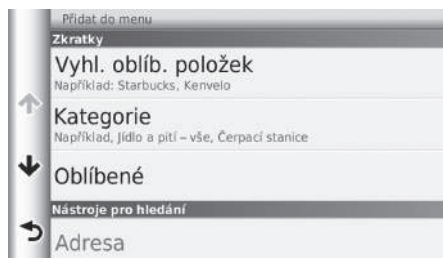 Přidat do menu
Zkratky
Vyhl. oblíb. položek
Například: Starbucks, Kenvelo
Kategorie
Například, Jídlo a pití – vše, Čerpací stanice
Oblíbené
Nástroje pro hledání
Adresa